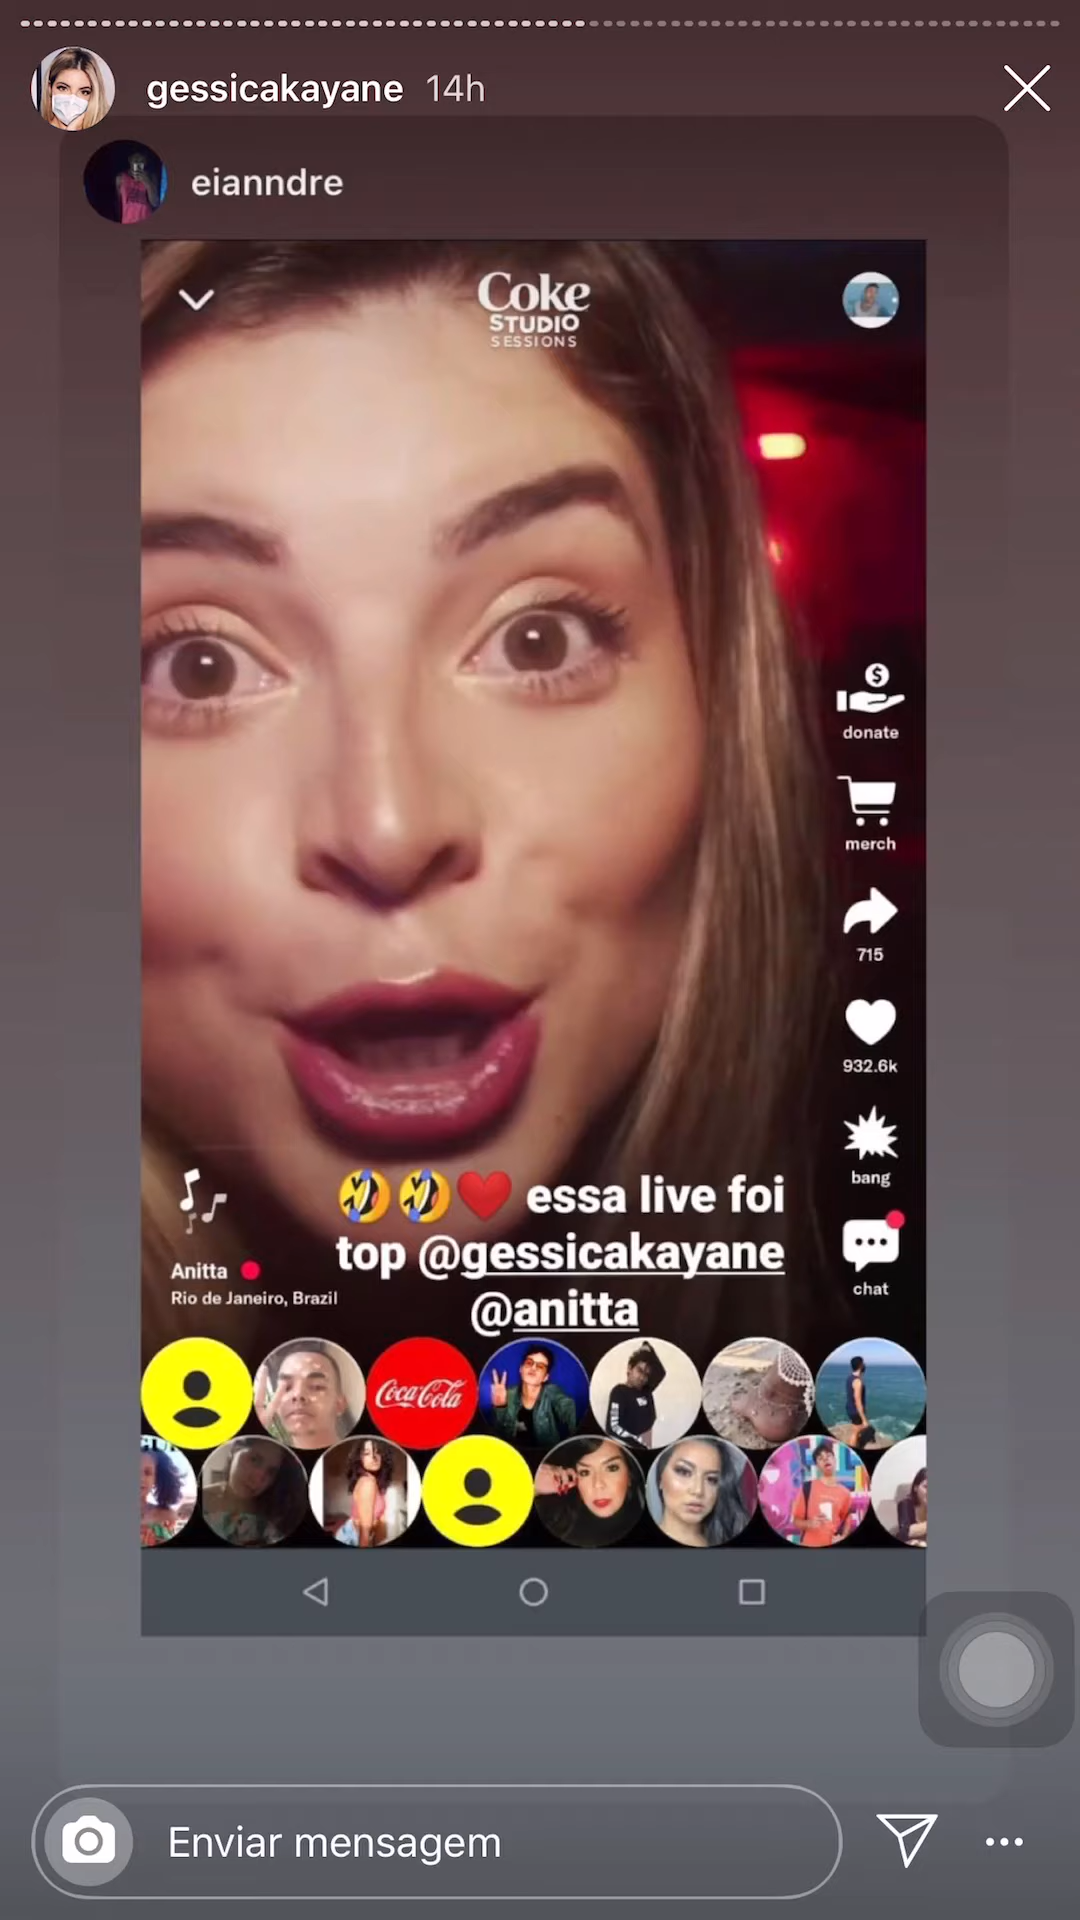 gessicakayane 14h
eianndre
Coke
STUDIO
SESSIONS
donate
merch
715
932.6k
bang
🤣🤣❤️ essa live foi
top @gessicakayane
@anitta
Anitta
Rio de Janeiro, Brazil
chat
Coca-Cola
Enviar mensagem